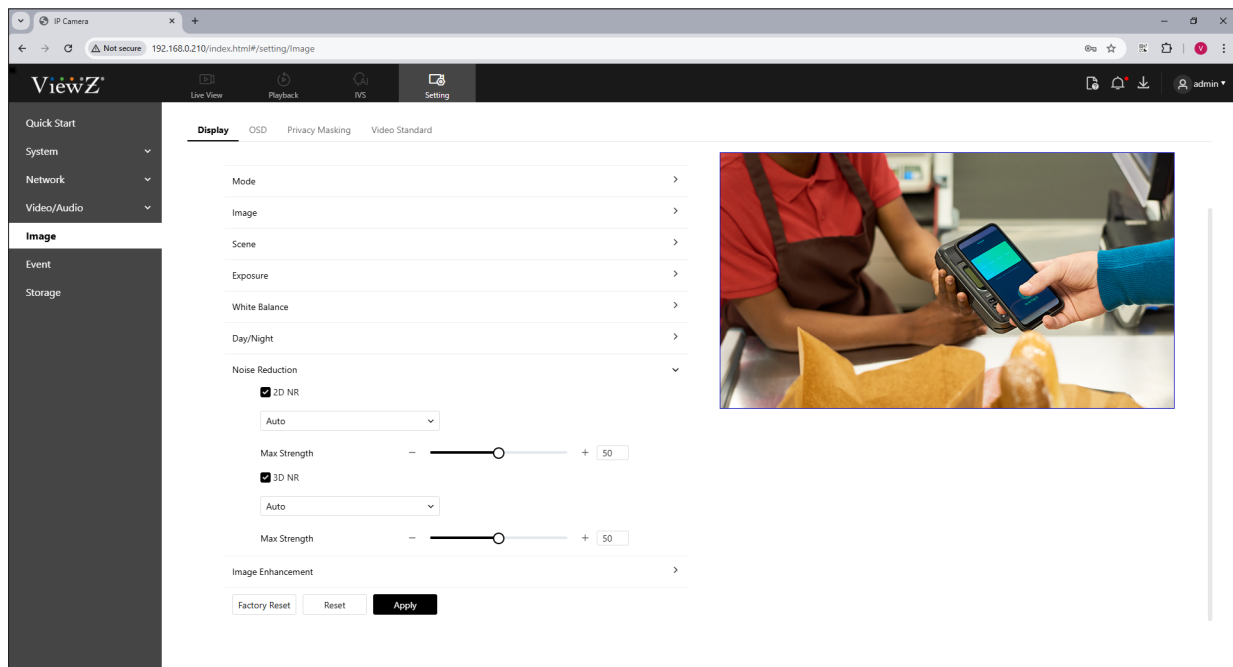 IP Camera
Not secure 192.168.0.210/index.html#/setting/Image
V
ViewZ
Live View Playback IVS Setting
admin
Quick Start
System
Network
Video/Audio
Image
Event
Storage
Display OSD Privacy Masking Video Standard
Mode
Image
Scene
Exposure
White Balance
Day/Night
Noise Reduction
2D NR
Auto
Max Strength − + 50
3D NR
Auto
Max Strength − + 50
Image Enhancement
Factory Reset Reset Apply